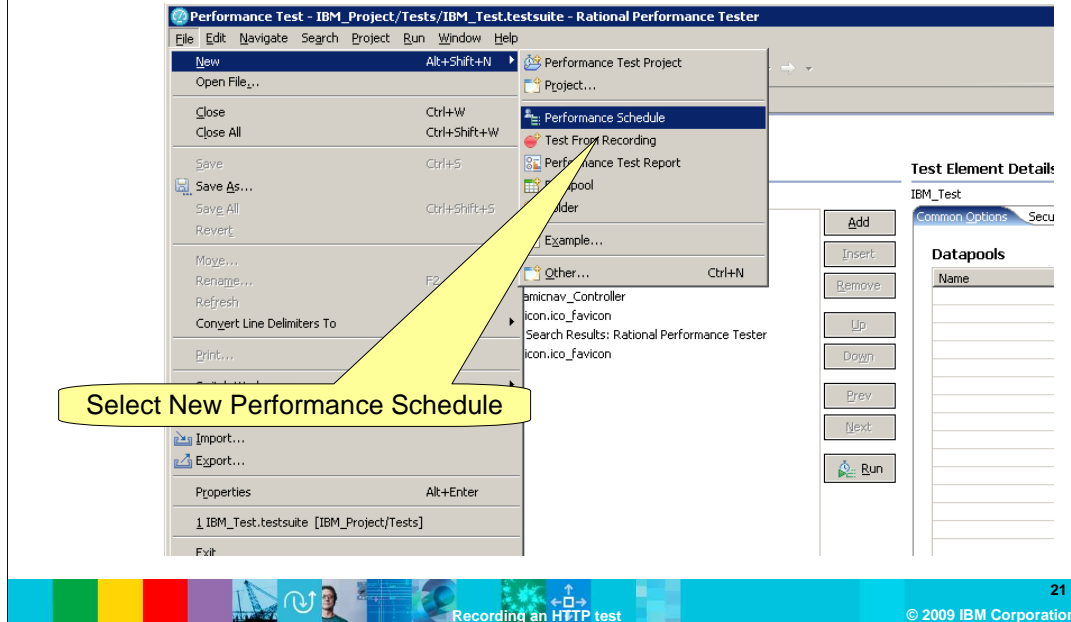 Performance Test - IBM_Project/Tests/IBM_Test.testsuite - Rational Performance Tester
File Edit Navigate Search Project Run Window Help
New Alt+Shift+N
Open File...
Close Ctrl+W
Close All Ctrl+Shift+W
Save Ctrl+S
Save As...
Save All Ctrl+Shift+S
Revert
Move...
Rename... F2
Refresh
Convert Line Delimiters To
Print...
Import...
Export...
Properties Alt+Enter
1 IBM_Test.testsuite [IBM_Project/Tests]
Exit
Performance Test Project
Project...
Performance Schedule
Test From Recording
Performance Test Report
Example...
Other... Ctrl+N
amicnav_Controller
icon.ico_favicon
Search Results: Rational Performance Tester
icon.ico_favicon
Select New Performance Schedule
Add
Insert
Remove
Up
Down
Prev
Next
Run
Test Element Details
IBM_Test
Common Options Secu
Datapools
Name
21
Recording an HTTP test
© 2009 IBM Corporation